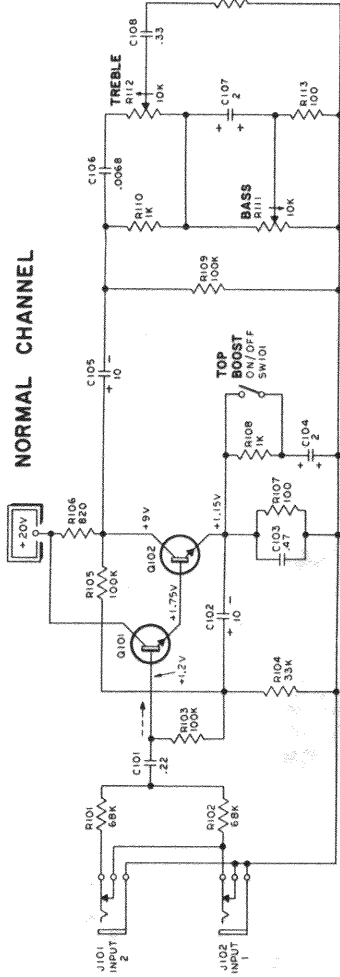 NORMAL CHANNEL
+20V
R106
820
R105
100K
Q101
+1.75V
+1.2V
Q102
+9V
+1.15V
C105
+ 10 -
C106
.0068
R110
1K
TREBLE
R112
10K
C108
.33
C107
+ 2
+
BASS
R111
10K
R113
100
R109
100K
TOP
BOOST
ON/OFF
SW101
R108
1K
C104
+ 2
+
R107
100
C103
.47
C102
+ 10 -
R104
33K
R103
100K
C101
.22
R101
68K
R102
68K
J101
INPUT
2
J102
INPUT
1